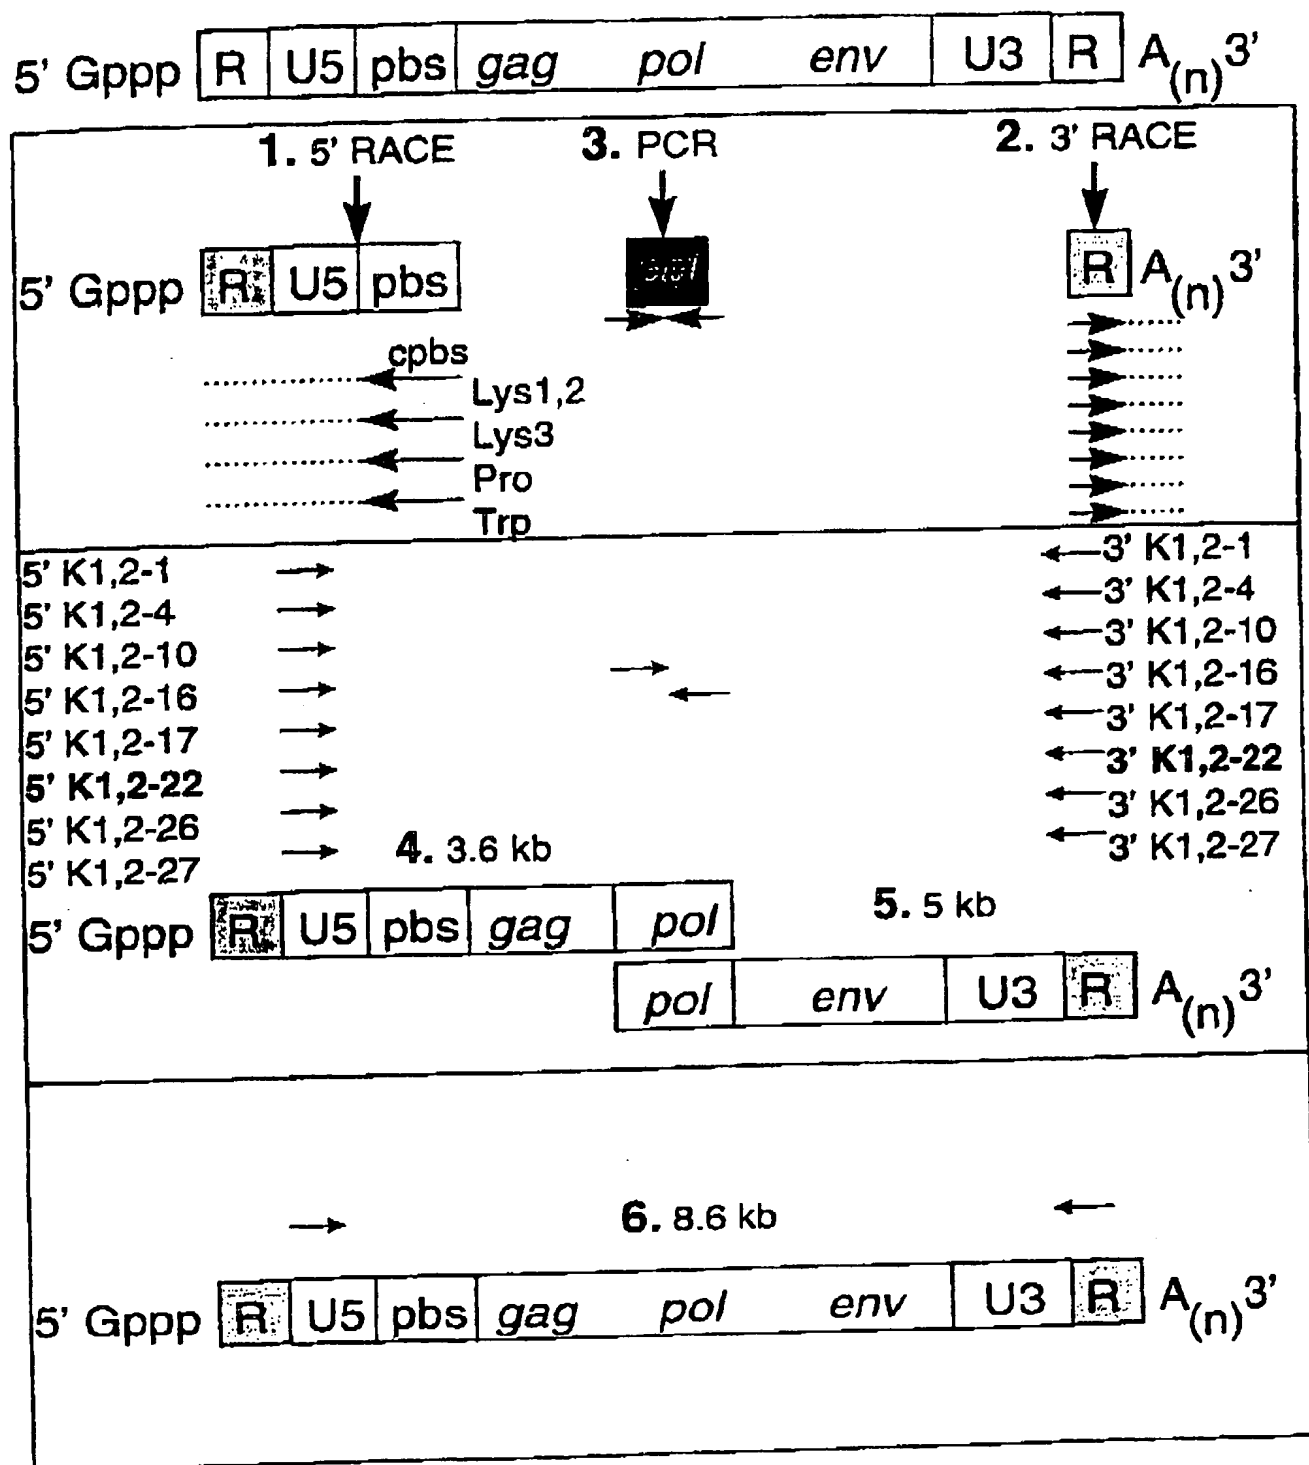 5' Gppp R U5 pbs gag pol env U3 R A(n)3'
1. 5' RACE 3. PCR 2. 3' RACE
5' Gppp R U5 pbs pol R A(n)3'
cpbs
Lys1,2
Lys3
Pro
Trp
5' K1,2-1 3' K1,2-1
5' K1,2-4 3' K1,2-4
5' K1,2-10 3' K1,2-10
5' K1,2-16 3' K1,2-16
5' K1,2-17 3' K1,2-17
5' K1,2-22 3' K1,2-22
5' K1,2-26 3' K1,2-26
5' K1,2-27 3' K1,2-27
4. 3.6 kb
5' Gppp R U5 pbs gag pol
5. 5 kb
pol env U3 R A(n)3'
6. 8.6 kb
5' Gppp R U5 pbs gag pol env U3 R A(n)3'